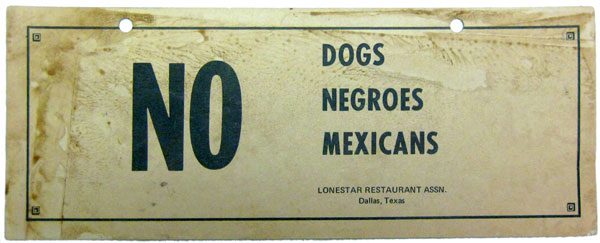 NO
DOGS
NEGROES
MEXICANS
LONESTAR RESTAURANT ASSN.
Dallas, Texas